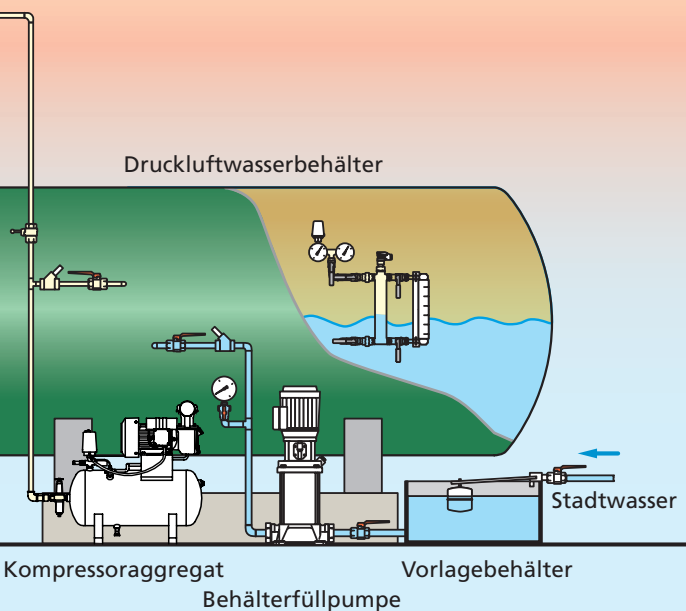 Druckluftwasserbehälter
Stadtwasser
Kompressoraggregat
Vorlagebehälter
Behälterfüllpumpe